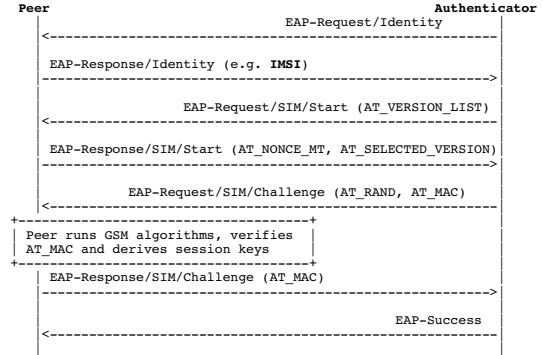 Peer Authenticator
EAP-Request/Identity
EAP-Response/Identity (e.g. IMSI)
EAP-Request/SIM/Start (AT_VERSION_LIST)
EAP-Response/SIM/Start (AT_NONCE_MT, AT_SELECTED_VERSION)
EAP-Request/SIM/Challenge (AT_RAND, AT_MAC)
Peer runs GSM algorithms, verifies
AT_MAC and derives session keys
EAP-Response/SIM/Challenge (AT_MAC)
EAP-Success